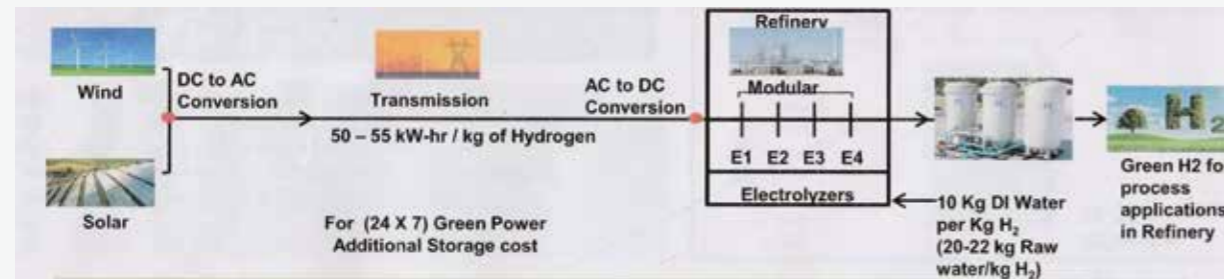 Wind
Solar
DC to AC
Conversion
Transmission
50 – 55 kW-hr / kg of Hydrogen
For (24 X 7) Green Power
Additional Storage cost
AC to DC
Conversion
Refinery
Modular
E1 E2 E3 E4
Electrolyzers
10 Kg DI Water
per Kg H₂
(20-22 kg Raw
water/kg H₂)
H2
Green H2 fo
process
applications
in Refinery